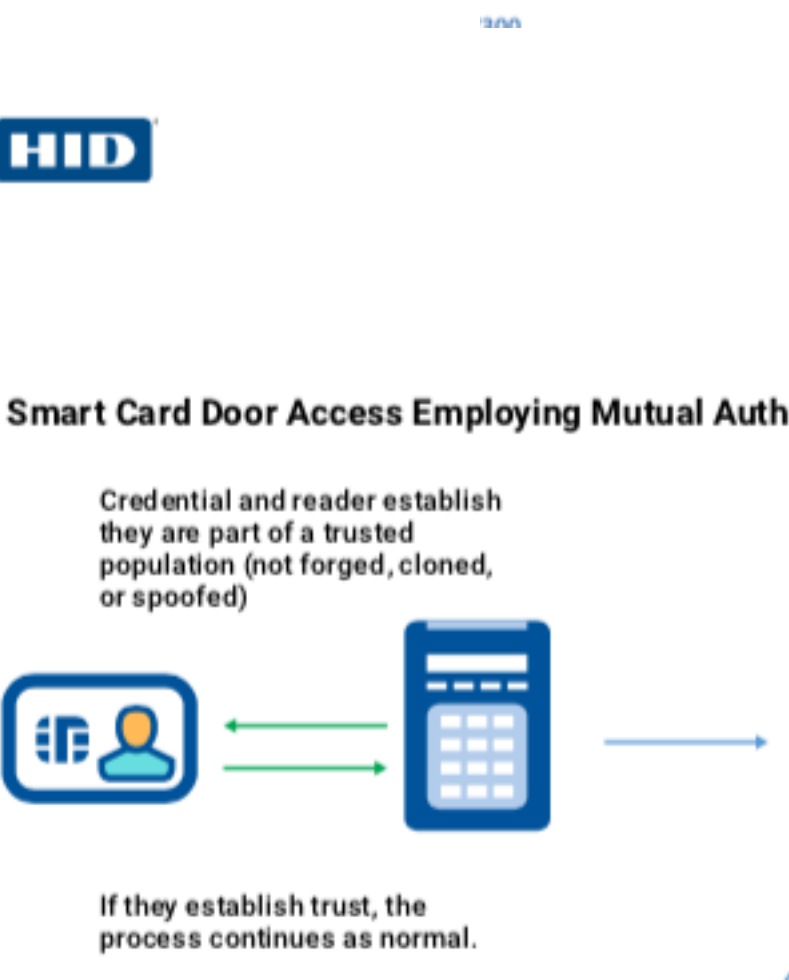 HID
Smart Card Door Access Employing Mutual Auth
Credential and reader establish
they are part of a trusted
population (not forged, cloned,
or spoofed)
If they establish trust, the
process continues as normal.